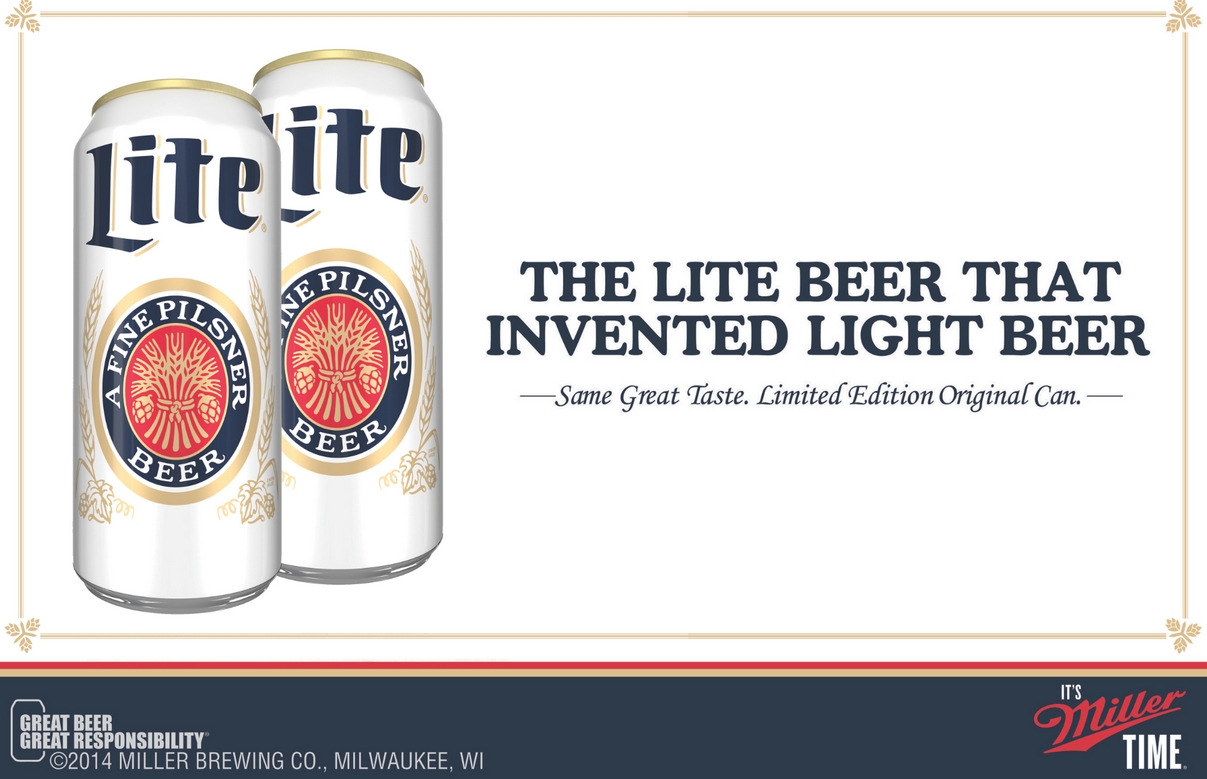 Lite®
A FINE PILSNER
BEER
Lite®
FINE PILSNER
BEER
THE LITE BEER THAT
INVENTED LIGHT BEER
Same Great Taste. Limited Edition Original Can.
GREAT BEER
GREAT RESPONSIBILITY®
©2014 MILLER BREWING CO., MILWAUKEE, WI
IT'S
Miller
TIME®